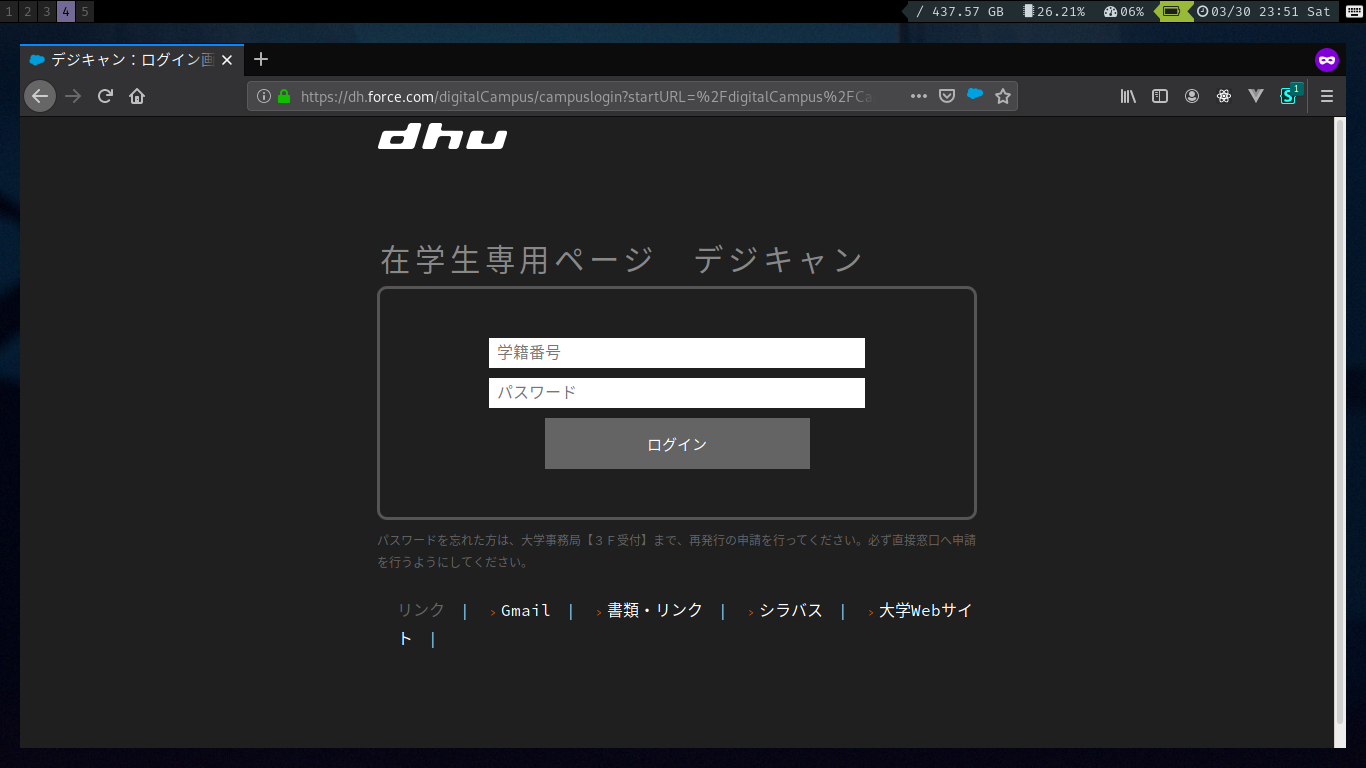 1 2 3 4 5
/ 437.57 GB 26.21% 06% 03/30 23:51 Sat
デジキャン：ログイン画
https://dh.force.com/digitalCampus/campuslogin?startURL=%2FdigitalCampus%2FCa
1
dhu
在学生専用ページ　デジキャン
学籍番号
パスワード
ログイン
パスワードを忘れた方は、大学事務局【３Ｆ受付】まで、再発行の申請を行ってください。必ず直接窓口へ申請
を行うようにしてください。
リンク | ›Gmail | ›書類・リンク | ›シラバス | ›大学Webサイ
ト |